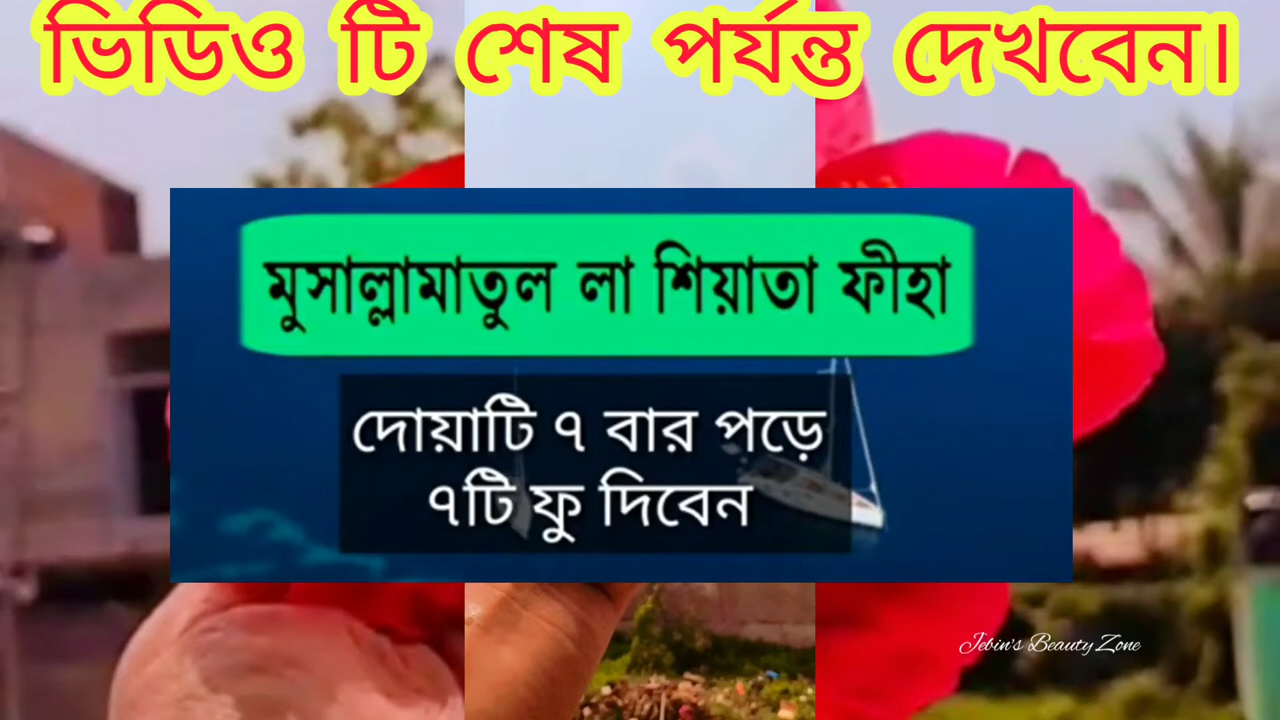 ভিডিও টি শেষ পর্যন্ত দেখবেন।
মুসাল্লামাতুল লা শিয়াতা ফীহা
দোয়াটি ৭ বার পড়ে
৭টি ফু দিবেন
Jebin's Beauty Zone